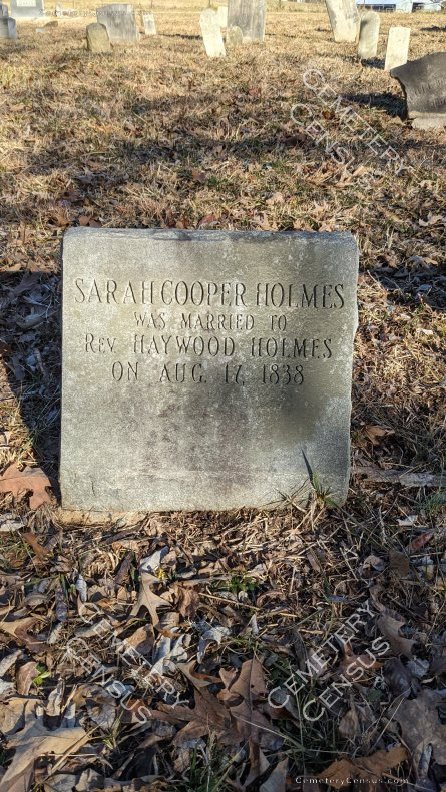 SARAH COOPER HOLMES
WAS MARRIED TO
REV. HAYWOOD HOLMES
ON AUG. 17, 1838
Cemetery
Census
Cemetery
Census
Cemetery
Census
CemeteryCensus.com